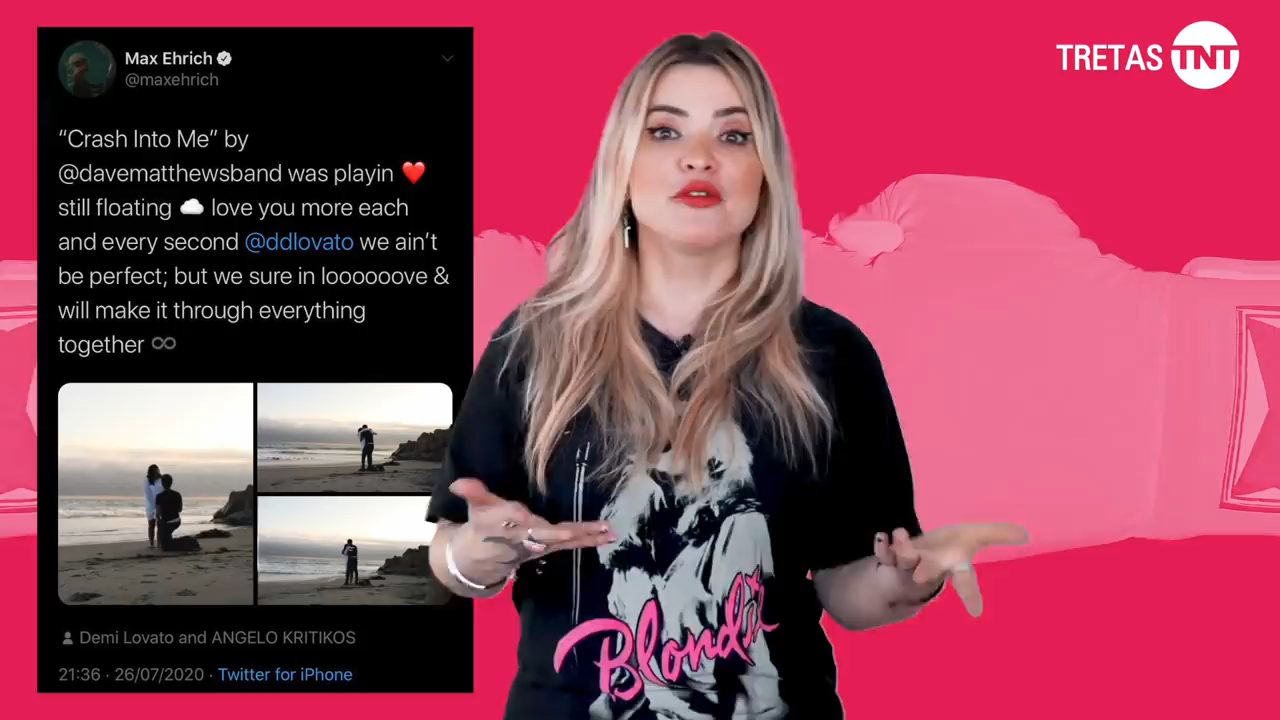 Max Ehrich
@maxehrich
“Crash Into Me” by
@davematthewsband was playin ❤️
still floating ☁️ love you more each
and every second @ddlovato we ain’t
be perfect; but we sure in looooooove &
will make it through everything
together ♾
Demi Lovato and ANGELO KRITIKOS
21:36 · 26/07/2020 · Twitter for iPhone
TRETAS TNT
Blondie